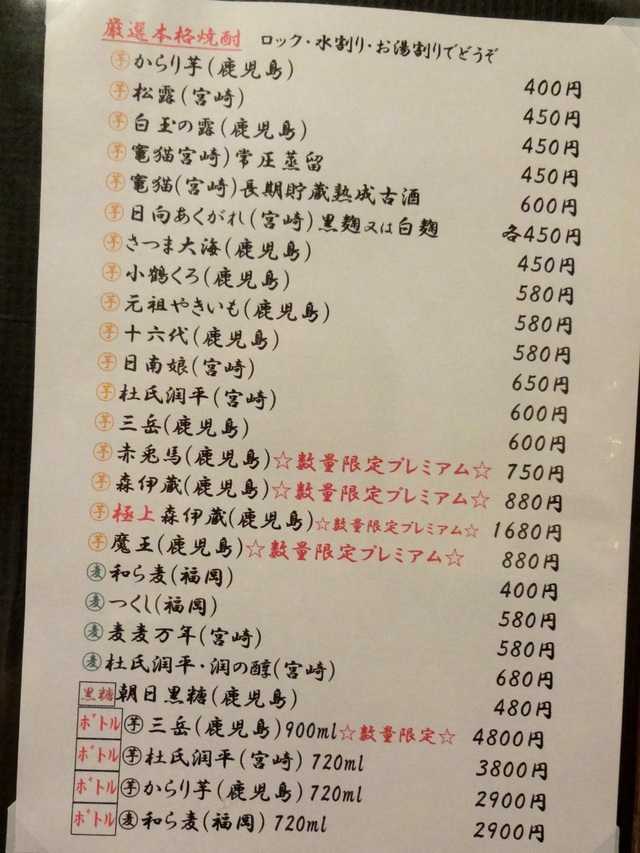 厳選本格焼酎 ロック・水割り・お湯割りでどうぞ
芋からり芋(鹿児島) 400円
芋松露(宮崎) 450円
芋白玉の露(鹿児島) 450円
芋竃猫宮崎)常圧蒸留 450円
芋竃猫(宮崎)長期貯蔵熟成古酒 600円
芋日向あくがれ(宮崎)黒麹又は白麹 各450円
芋さつま大海(鹿児島) 450円
芋小鶴くろ(鹿児島) 580円
芋元祖やきいも(鹿児島) 580円
芋十六代(鹿児島) 580円
芋日南娘(宮崎) 650円
芋杜氏潤平(宮崎) 600円
芋三岳(鹿児島) 600円
芋赤兎馬(鹿児島)☆数量限定プレミアム☆ 750円
芋森伊蔵(鹿児島)☆数量限定プレミアム☆ 880円
芋極上森伊蔵(鹿児島)☆数量限定プレミアム☆ 1680円
芋魔王(鹿児島)☆数量限定プレミアム☆ 880円
麦和ら麦(福岡) 400円
麦つくし(福岡) 580円
麦麦麦万年(宮崎) 580円
麦杜氏潤平・潤の醇(宮崎) 680円
黒糖朝日黒糖(鹿児島) 480円
ボトル芋三岳(鹿児島)900ml☆数量限定☆ 4800円
ボトル芋杜氏潤平(宮崎) 720ml 3800円
ボトル芋からり芋(鹿児島) 720ml 2900円
ボトル麦和ら麦(福岡) 720ml 2900円